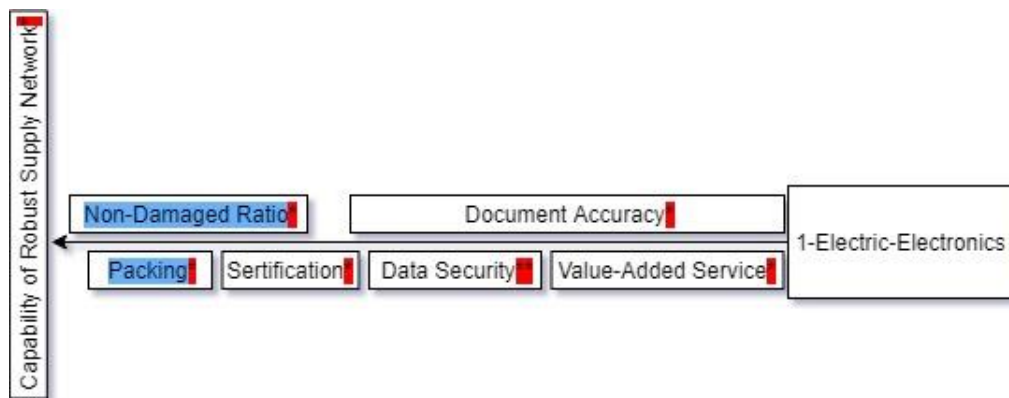 Capability of Robust Supply Network*
Non-Damaged Ratio*
Document Accuracy*
1-Electric-Electronics
Packing*
Sertification*
Data Security**
Value-Added Service*